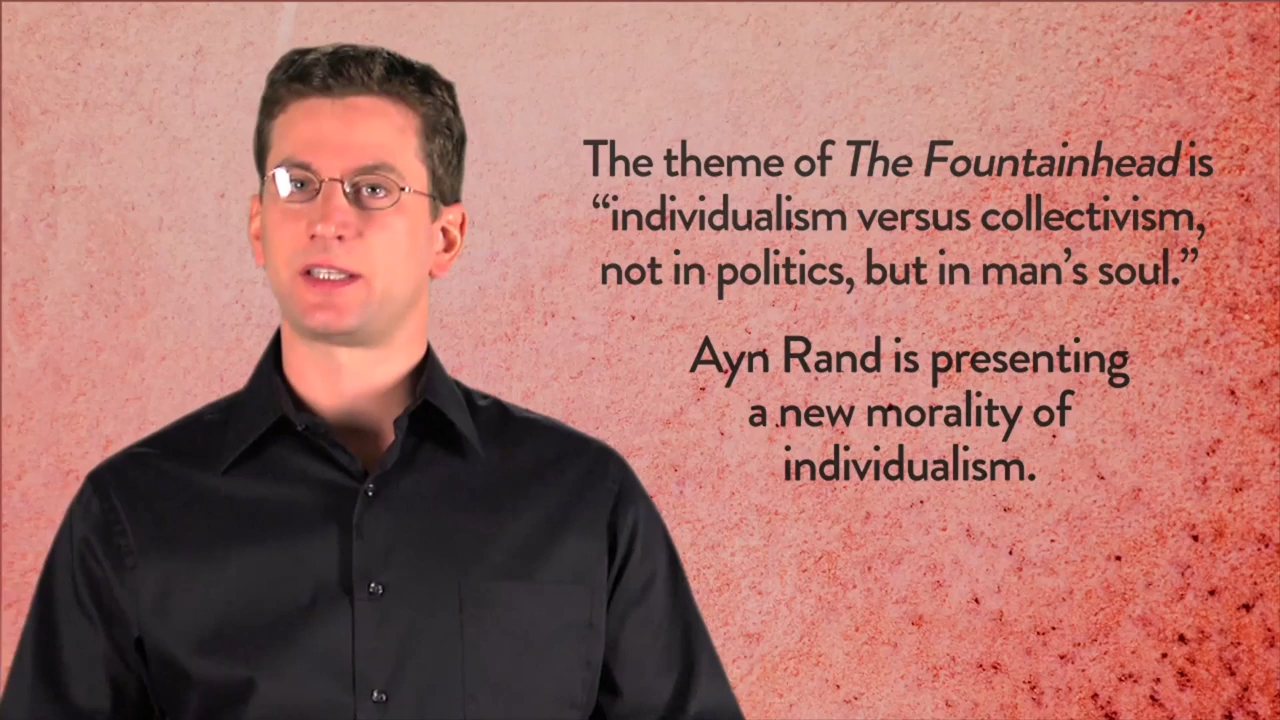 The theme of The Fountainhead is
“individualism versus collectivism,
not in politics, but in man’s soul.”
Ayn Rand is presenting
a new morality of
individualism.